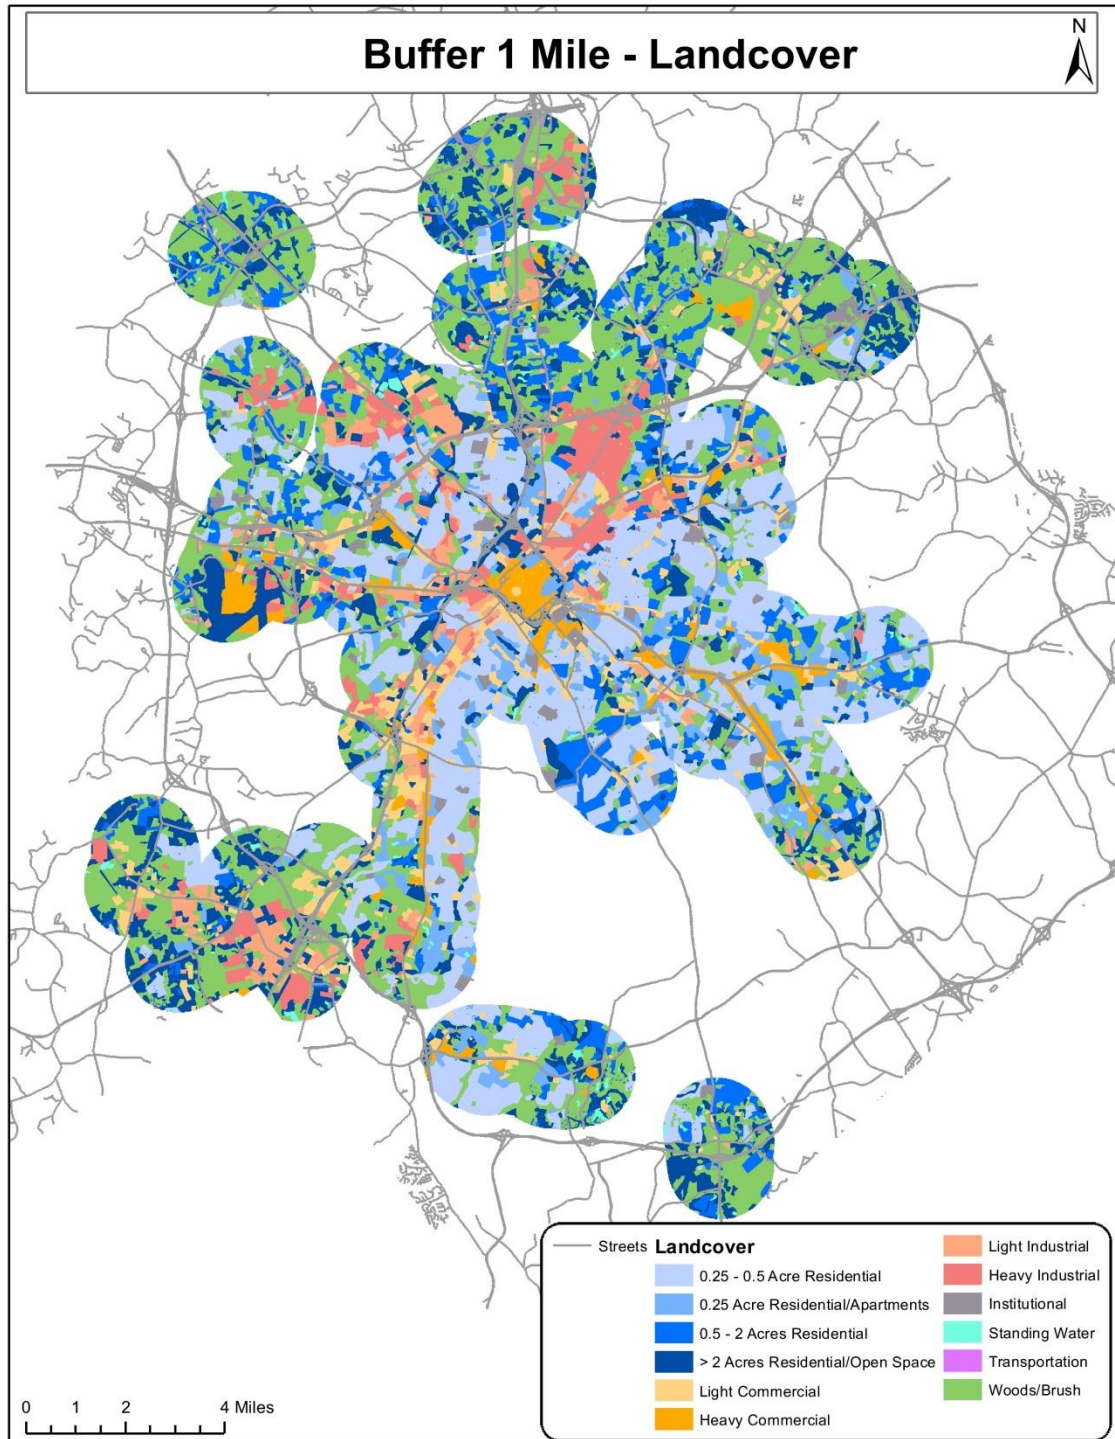 Buffer 1 Mile - Landcover
N
Streets
Landcover
0.25 - 0.5 Acre Residential
0.25 Acre Residential/Apartments
0.5 - 2 Acres Residential
> 2 Acres Residential/Open Space
Light Commercial
Heavy Commercial
Light Industrial
Heavy Industrial
Institutional
Standing Water
Transportation
Woods/Brush
0 1 2 4 Miles